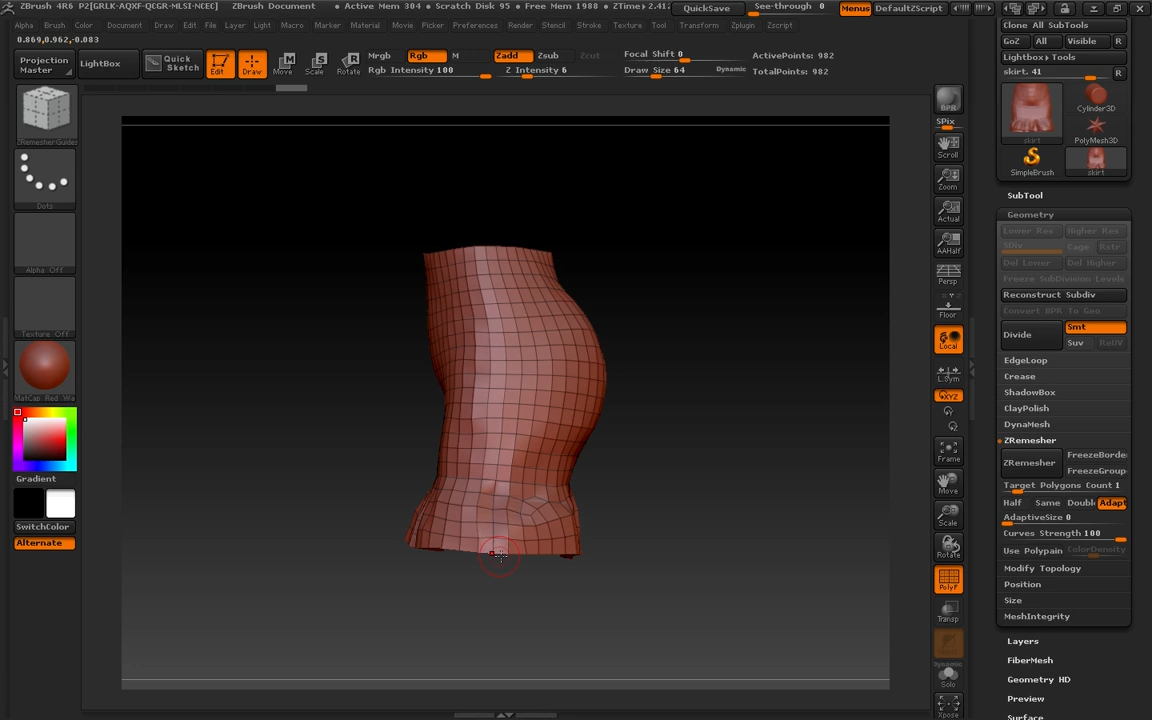 ZBrush 4R6 P2[GRLK-AQXF-QCGR-MLSI-NCEC] ZBrush Document • Active Mem 304 • Scratch Disk 95 • Free Mem 1988 • ZTime▸2.41 QuickSave See-through 0 Menus DefaultZScript
Alpha Brush Color Document Draw Edit File Layer Light Macro Marker Material Movie Picker Preferences Render Stencil Stroke Texture Tool Transform Zplugin Zscript
0.869,0.962,-0.083
Projection Master
LightBox
Quick Sketch
Edit
Draw
Move
Scale
Rotate
Mrgb Rgb M
Rgb Intensity 100
Zadd Zsub Zcut
Z Intensity 6
Focal Shift 0
Draw Size 64 Dynamic
ActivePoints: 982
TotalPoints: 982
ZRemesherGuides
Dots
Alpha Off
Texture Off
MatCap Red Wa
Gradient
SwitchColor
Alternate
BPR
SPix
Scroll
Zoom
Actual
AAHalf
Persp
Floor
Local
L.Sym
XYZ
Frame
Move
Scale
Rotate
PolyF
Transp
Dynamic
Solo
Xpose
Clone All SubTools
GoZ All Visible R
Lightbox▸Tools
skirt. 41 R
skirt
Cylinder3D
PolyMesh3D
SimpleBrush
skirt
SubTool
Geometry
Lower Res Higher Res
SDiv Cage Rstr
Del Lower Del Higher
Freeze SubDivision Levels
Reconstruct Subdiv
Convert BPR To Geo
Divide Smt
Suv ReUV
EdgeLoop
Crease
ShadowBox
ClayPolish
DynaMesh
ZRemesher
ZRemesher FreezeBorde
FreezeGroup
Target Polygons Count 1
Half Same Doubl Adapt
AdaptiveSize 0
Curves Strength 100
Use Polypain ColorDensity
Modify Topology
Position
Size
MeshIntegrity
Layers
FiberMesh
Geometry HD
Preview
Surface